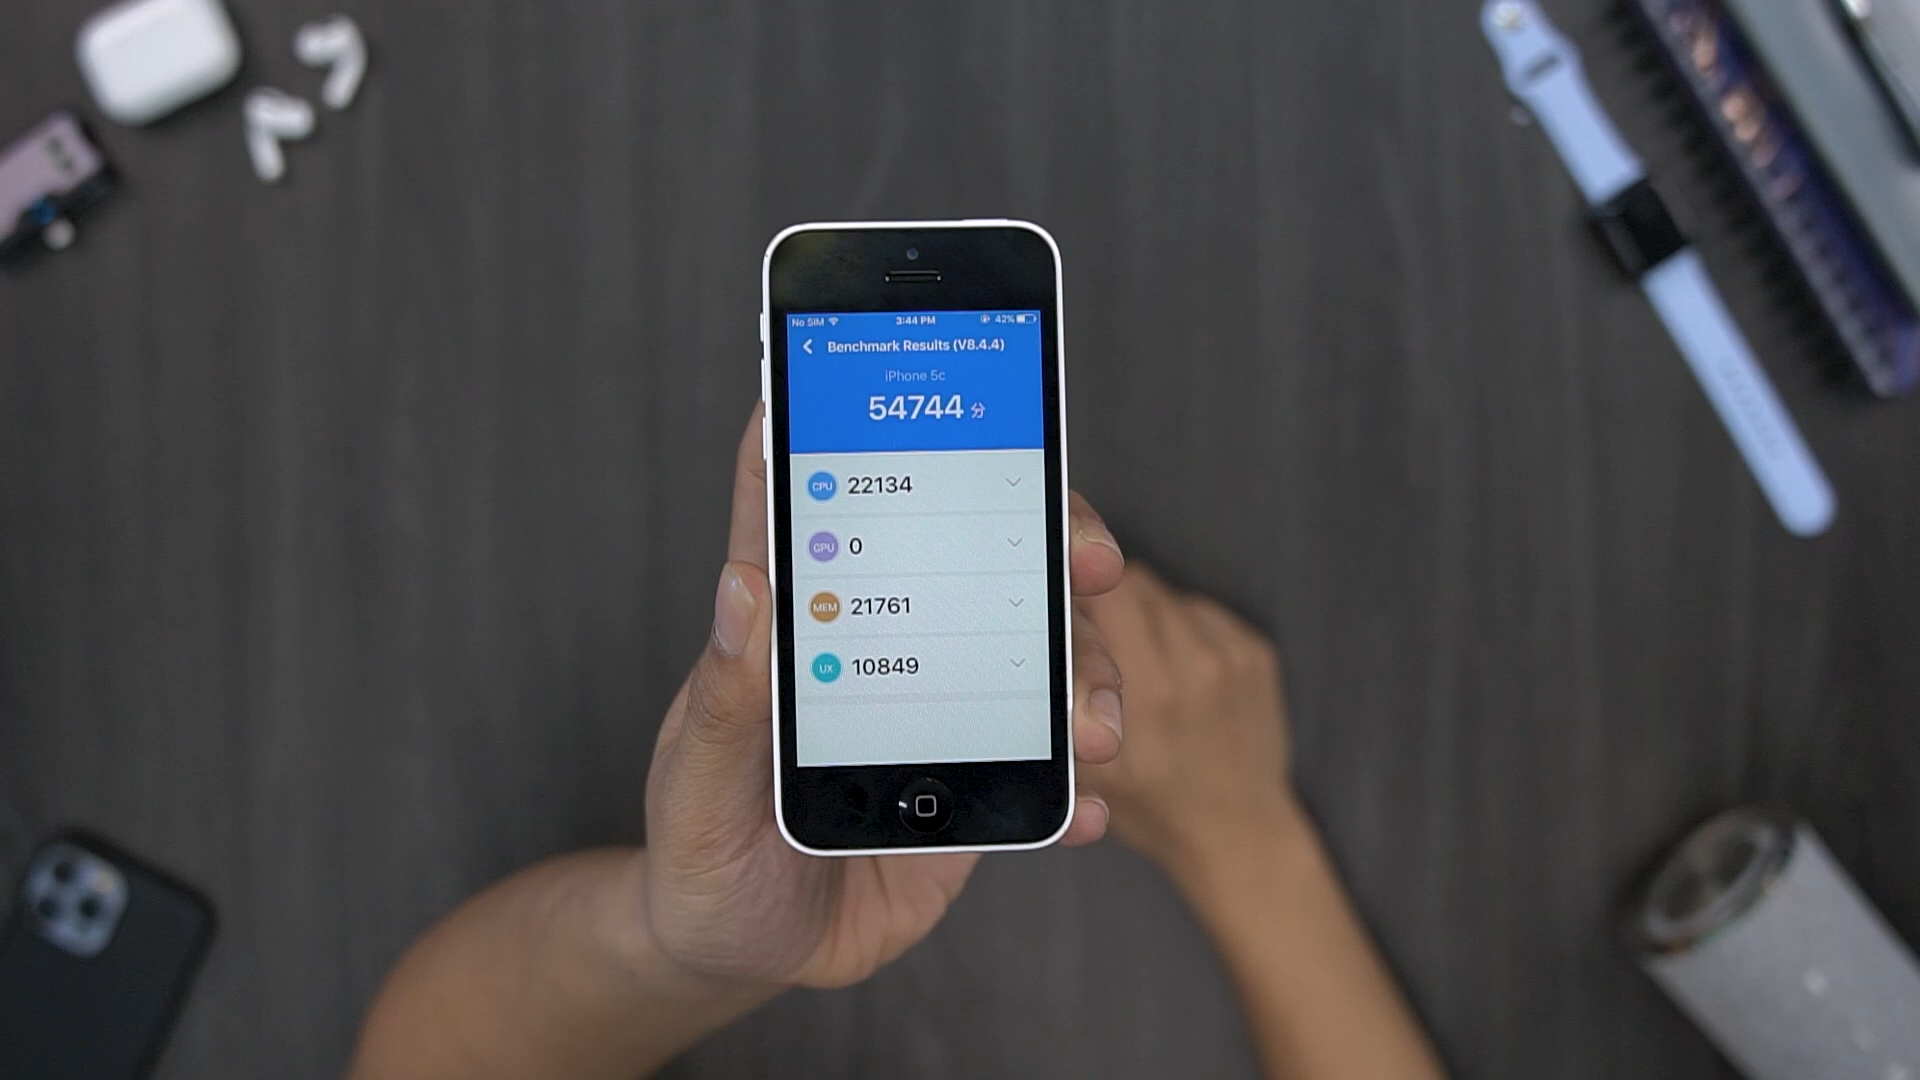 No SIM 3:44 PM 42%
Benchmark Results (V8.4.4)
iPhone 5c
54744 分
CPU 22134
GPU 0
MEM 21761
UX 10849